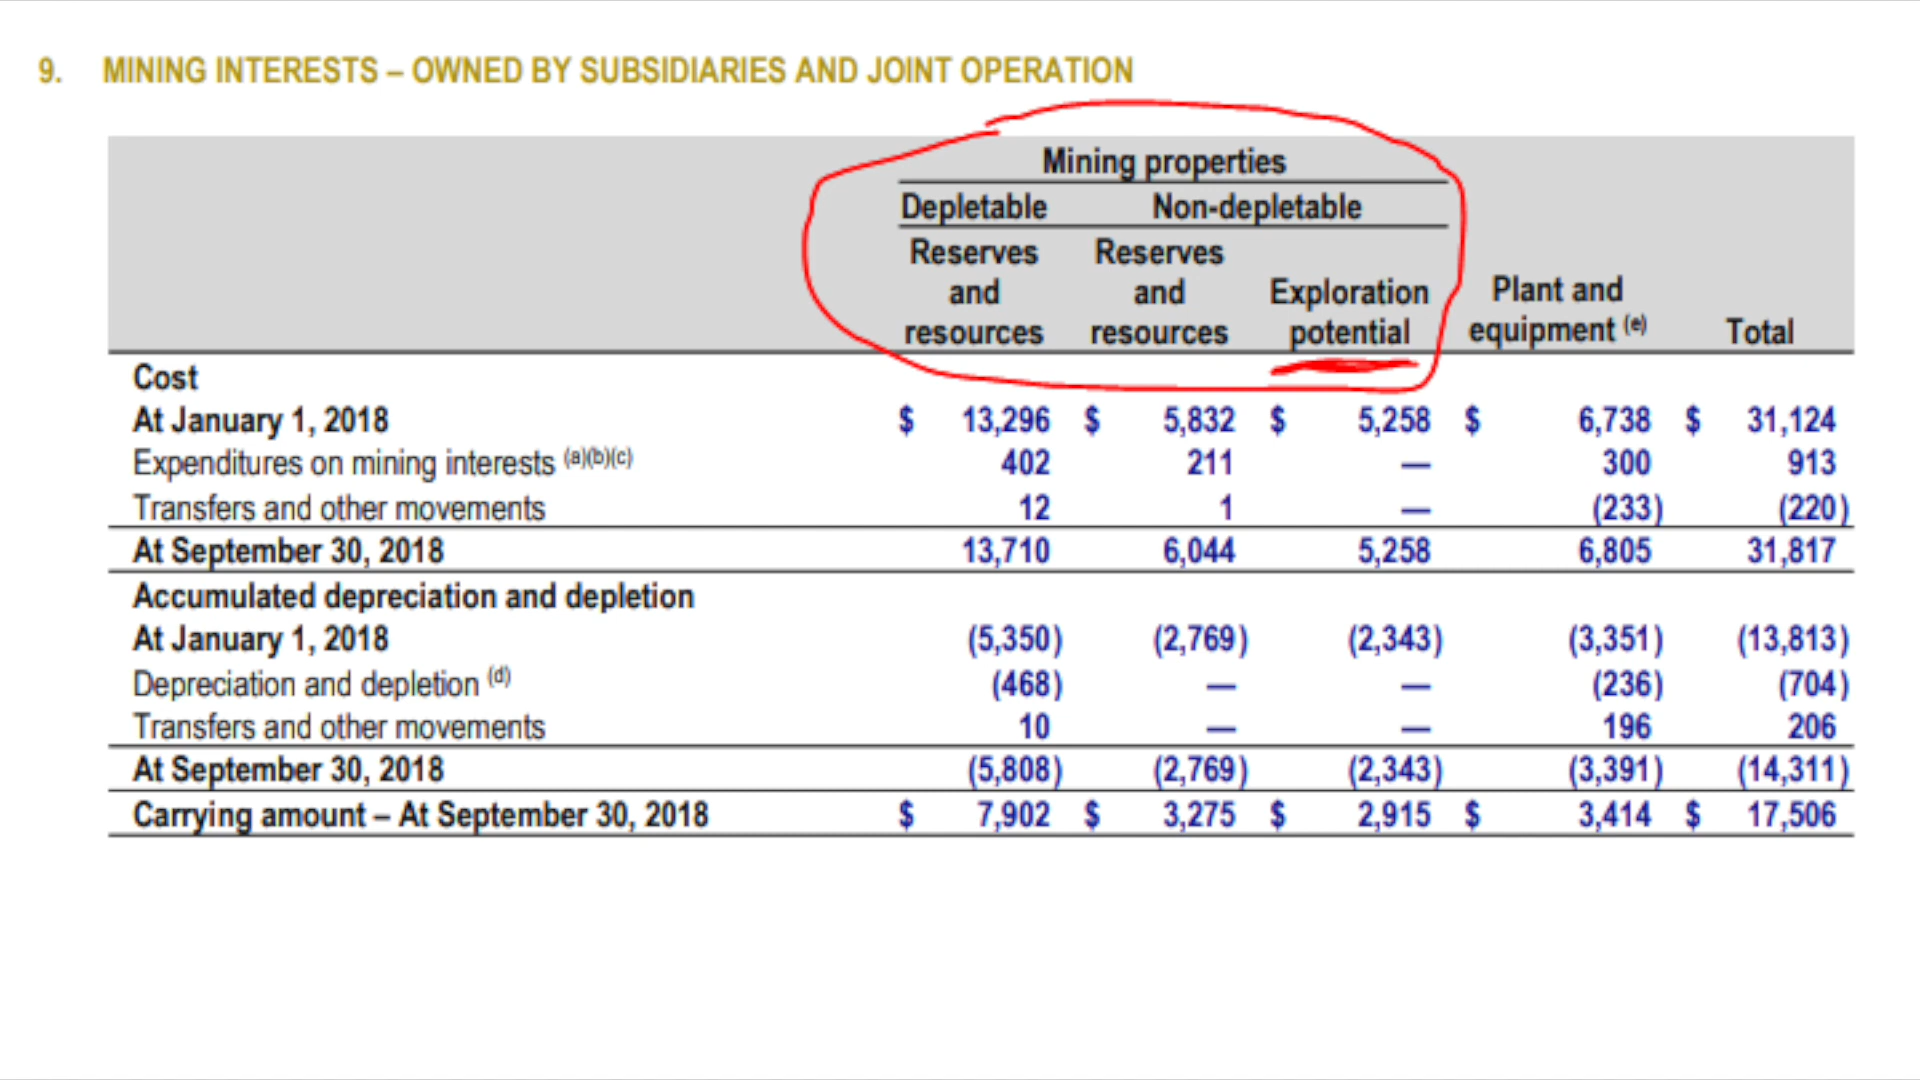 9. MINING INTERESTS – OWNED BY SUBSIDIARIES AND JOINT OPERATION
Mining properties
Depletable Non-depletable
Reserves and resources Reserves and resources Exploration potential Plant and equipment (e) Total
Cost
At January 1, 2018 $ 13,296 $ 5,832 $ 5,258 $ 6,738 $ 31,124
Expenditures on mining interests (a)(b)(c) 402 211 — 300 913
Transfers and other movements 12 1 — (233) (220)
At September 30, 2018 13,710 6,044 5,258 6,805 31,817
Accumulated depreciation and depletion
At January 1, 2018 (5,350) (2,769) (2,343) (3,351) (13,813)
Depreciation and depletion (d) (468) — — (236) (704)
Transfers and other movements 10 — — 196 206
At September 30, 2018 (5,808) (2,769) (2,343) (3,391) (14,311)
Carrying amount – At September 30, 2018 $ 7,902 $ 3,275 $ 2,915 $ 3,414 $ 17,506